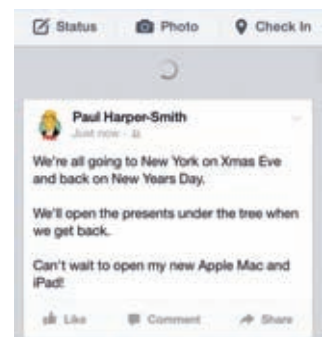 Status Photo Check In
Paul Harper-Smith
Just now
We're all going to New York on Xmas Eve
and back on New Years Day.
We'll open the presents under the tree when
we get back.
Can't wait to open my new Apple Mac and
iPad!
Like Comment Share